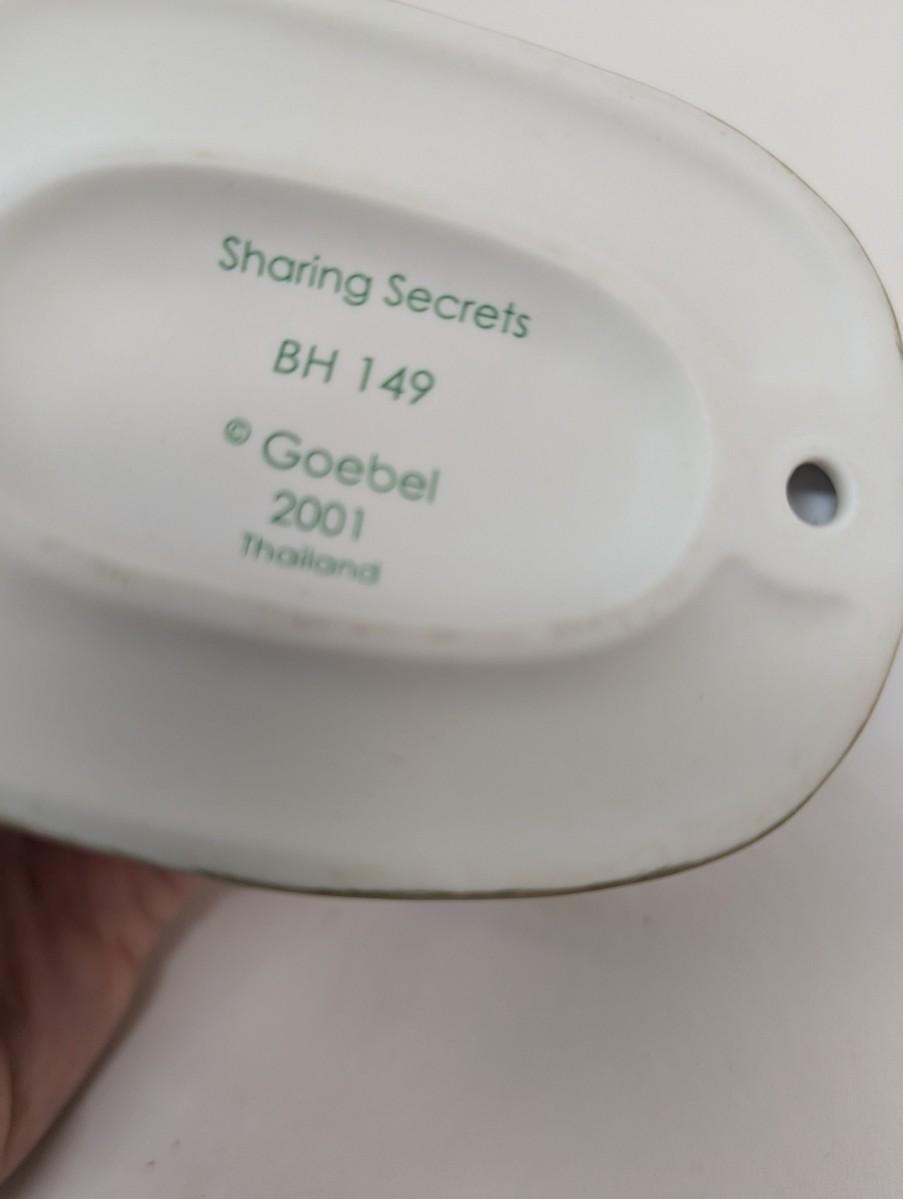 Sharing Secrets
BH 149
© Goebel
2001
Thailand